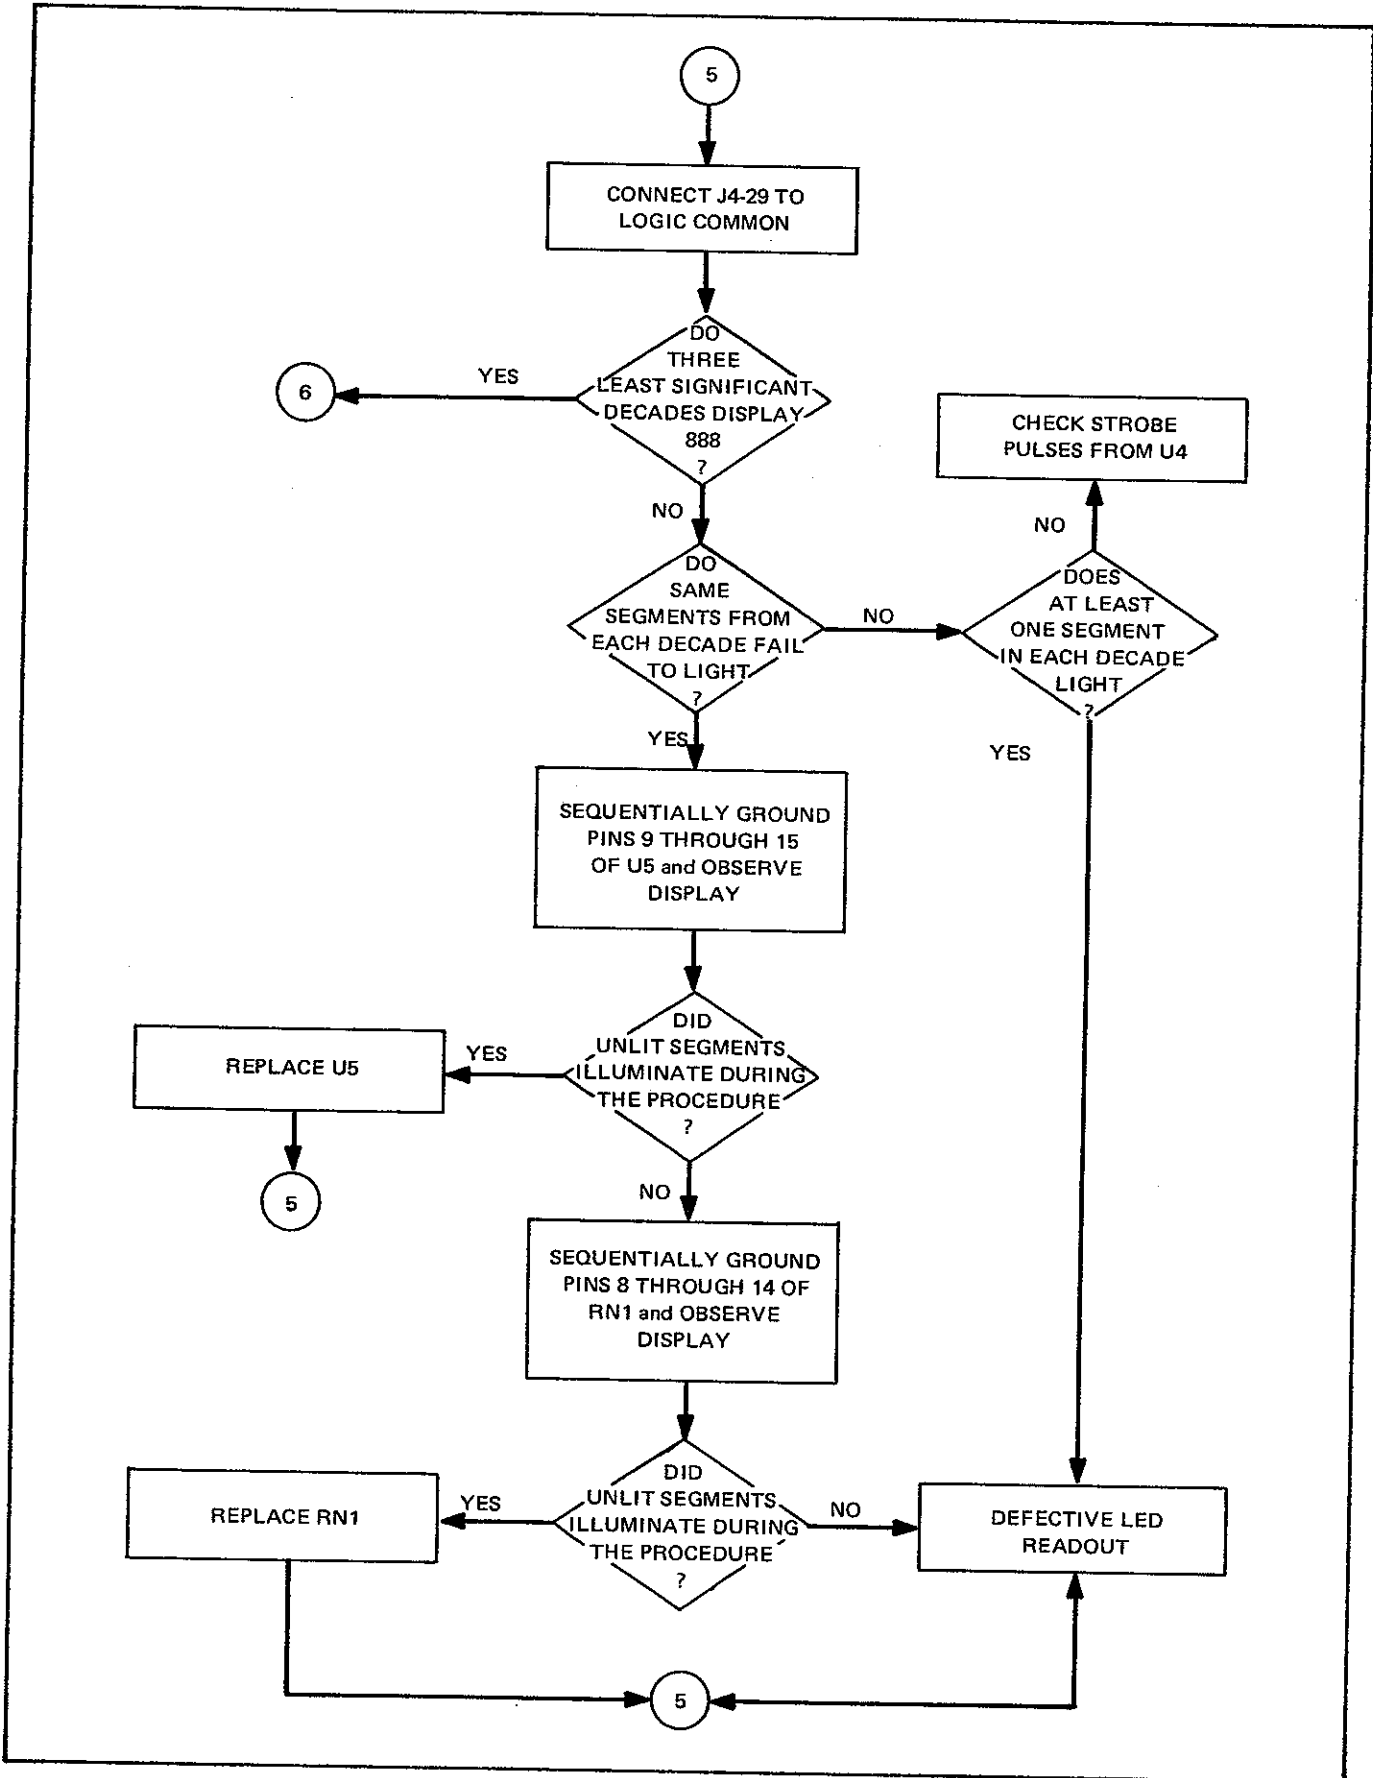 5
CONNECT J4-29 TO
LOGIC COMMON
DO
THREE
LEAST SIGNIFICANT
DECADES DISPLAY
888
?
YES
6
NO
DO
SAME
SEGMENTS FROM
EACH DECADE FAIL
TO LIGHT
?
NO
DOES
AT LEAST
ONE SEGMENT
IN EACH DECADE
LIGHT
?
NO
CHECK STROBE
PULSES FROM U4
YES
YES
SEQUENTIALLY GROUND
PINS 9 THROUGH 15
OF U5 and OBSERVE
DISPLAY
DID
UNLIT SEGMENTS
ILLUMINATE DURING
THE PROCEDURE
?
YES
REPLACE U5
5
NO
SEQUENTIALLY GROUND
PINS 8 THROUGH 14 OF
RN1 and OBSERVE
DISPLAY
DID
UNLIT SEGMENTS
ILLUMINATE DURING
THE PROCEDURE
?
YES
REPLACE RN1
NO
DEFECTIVE LED
READOUT
5